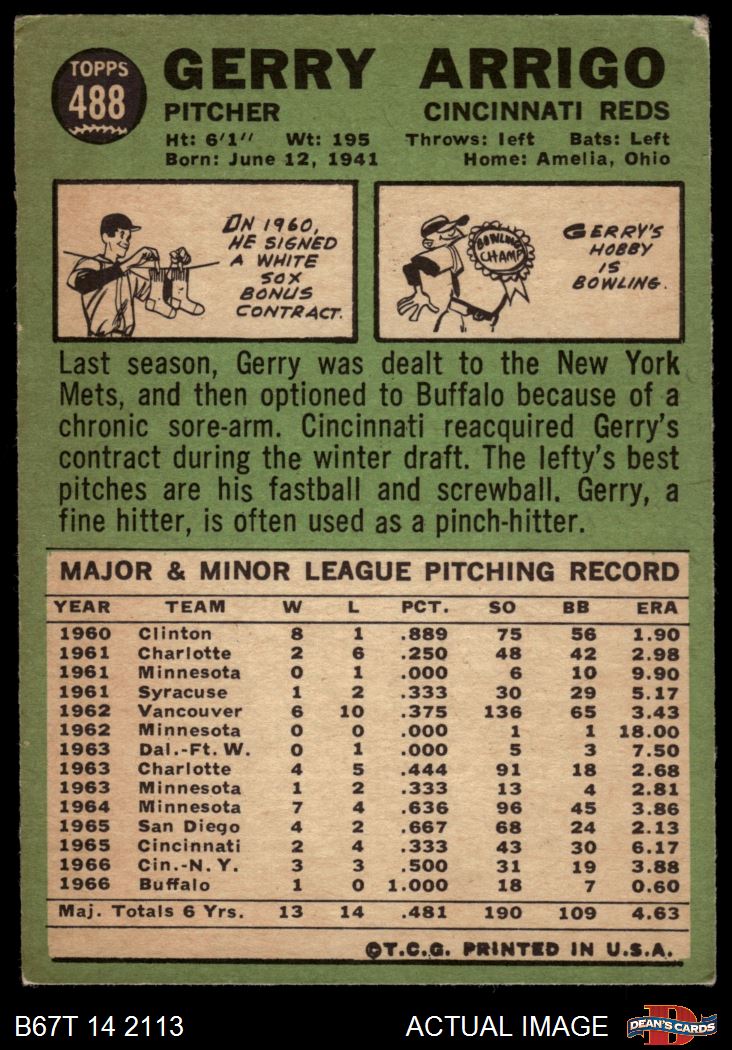 TOPPS
488
GERRY ARRIGO
PITCHER CINCINNATI REDS
Ht: 6'1" Wt: 195 Throws: left Bats: Left
Born: June 12, 1941 Home: Amelia, Ohio
IN 1960,
HE SIGNED
A WHITE
SOX
BONUS
CONTRACT.
BOWLING
CHAMP
GERRY'S
HOBBY
IS
BOWLING.
Last season, Gerry was dealt to the New York
Mets, and then optioned to Buffalo because of a
chronic sore-arm. Cincinnati reacquired Gerry's
contract during the winter draft. The lefty's best
pitches are his fastball and screwball. Gerry, a
fine hitter, is often used as a pinch-hitter.
MAJOR & MINOR LEAGUE PITCHING RECORD
YEAR TEAM W L PCT. SO BB ERA
1960 Clinton 8 1 .889 75 56 1.90
1961 Charlotte 2 6 .250 48 42 2.98
1961 Minnesota 0 1 .000 6 10 9.90
1961 Syracuse 1 2 .333 30 29 5.17
1962 Vancouver 6 10 .375 136 65 3.43
1962 Minnesota 0 0 .000 1 1 18.00
1963 Dal.-Ft. W. 0 1 .000 5 3 7.50
1963 Charlotte 4 5 .444 91 18 2.68
1963 Minnesota 1 2 .333 13 4 2.81
1964 Minnesota 7 4 .636 96 45 3.86
1965 San Diego 4 2 .667 68 24 2.13
1965 Cincinnati 2 4 .333 43 30 6.17
1966 Cin.-N. Y. 3 3 .500 31 19 3.88
1966 Buffalo 1 0 1.000 18 7 0.60
Maj. Totals 6 Yrs. 13 14 .481 190 109 4.63
©T.C.G. PRINTED IN U.S.A.
B67T 14 2113 ACTUAL IMAGE
D
DEAN'S CARDS